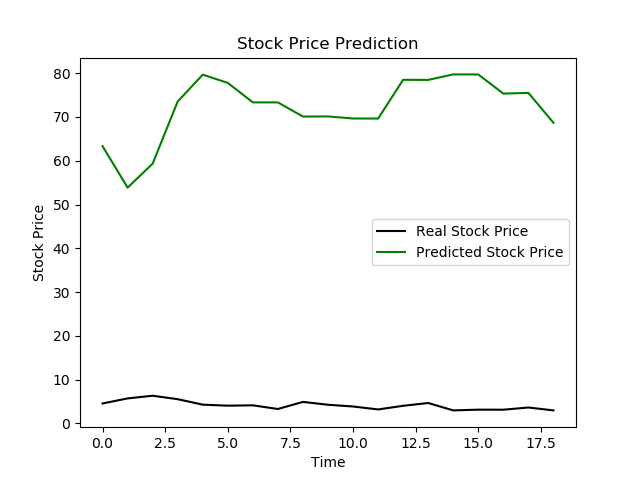 Stock Price Prediction
80
70
60
50
40
30
20
10
0
Stock Price
Real Stock Price
Predicted Stock Price
0.0 2.5 5.0 7.5 10.0 12.5 15.0 17.5
Time